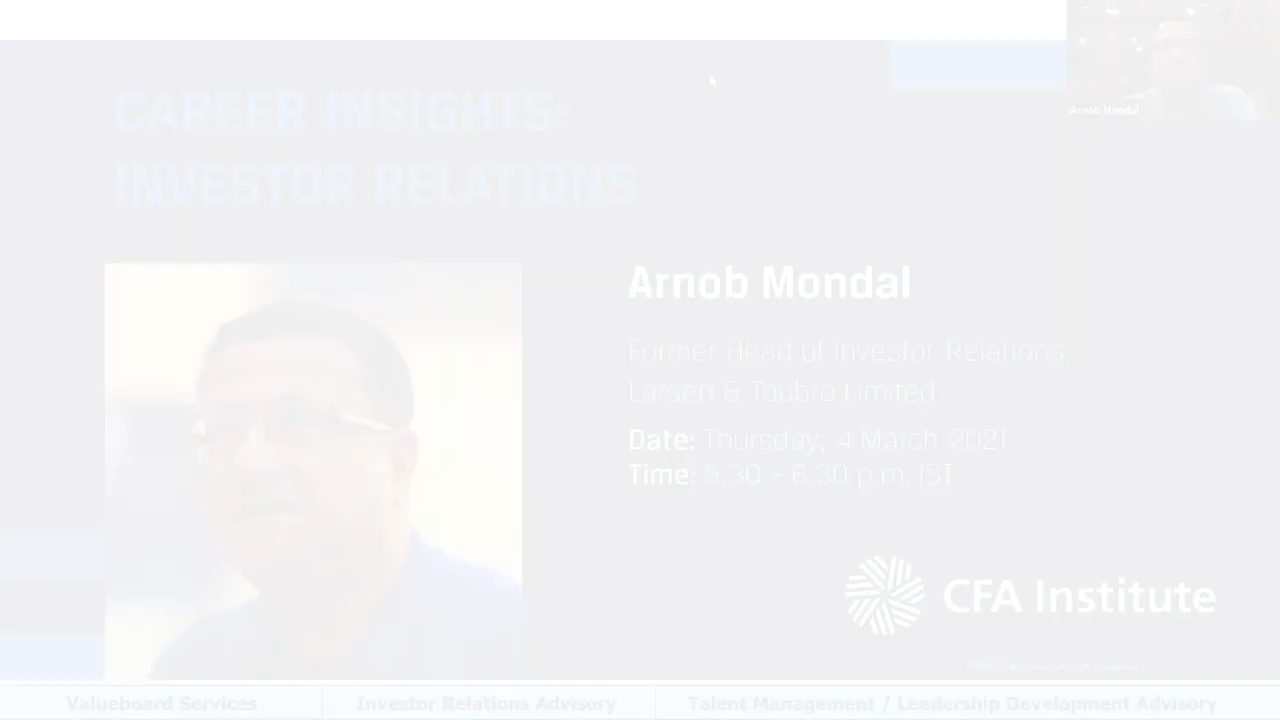 Arnob Mondal
CAREER INSIGHTS:
INVESTOR RELATIONS
Arnob Mondal
Former Head of Investor Relations,
Larsen & Toubro Limited
Date: Thursday, 4 March 2021
Time: 5.30 - 6:30 p.m. IST
CFA Institute
Valueboard Services
Investor Relations Advisory
Talent Management / Leadership Development Advisory